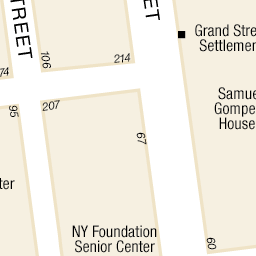 STREET
ET
Grand Stre
Settlemen
106
214
74
95
207
67
Samue
Gompe
House
ter
NY Foundation
Senior Center
60